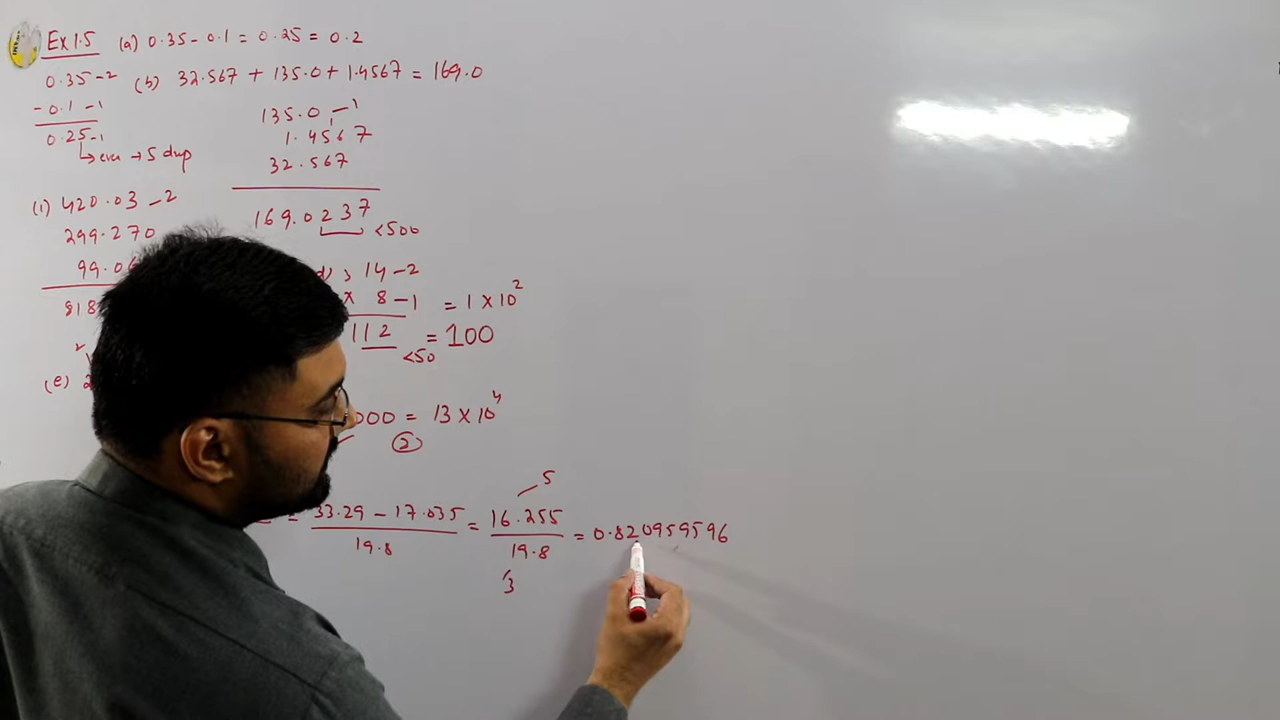 Ex 1.5 (a) 0.35 - 0.1 = 0.25 = 0.2
0.35 - 2 (b) 32.567 + 135.0 + 1.4567 = 169.0
- 0.1 - 1
0.25 - 1
↳ even → 5 drop
135.0 - 1
1.4567
32.567
169.0237
<500
(i) 420.03 - 2
299.270
99.0
818
14 - 2
× 8 - 1 = 1 × 10²
112 = 100
<50
(e) 2
000 = 13 × 10⁴
②
= 33.29 - 17.035 / 19.8 = 16.255 / 19.8 = 0.820959596
5
3